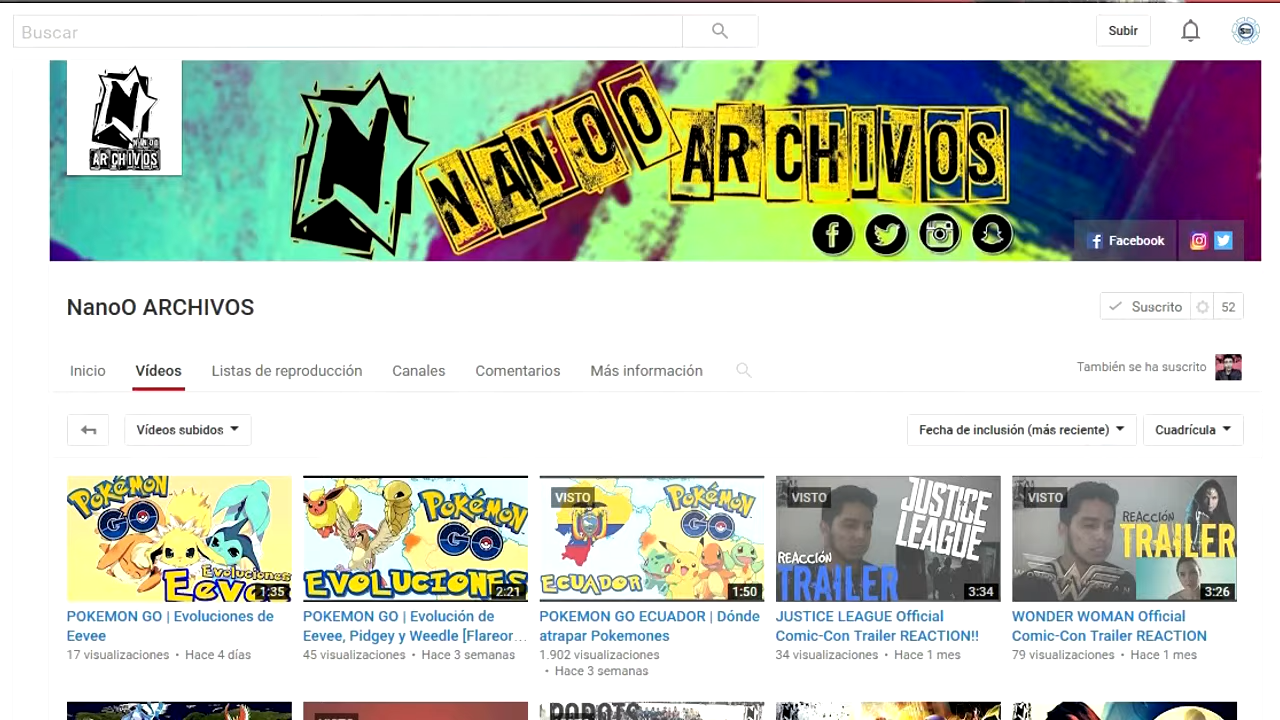 Buscar
Subir
N NANOO ARCHIVOS
N NANOO ARCHIVOS
Facebook
NanoO ARCHIVOS
Suscrito 52
Inicio Vídeos Listas de reproducción Canales Comentarios Más información
También se ha suscrito
Vídeos subidos Fecha de inclusión (más reciente) Cuadrícula
POKÉMON GO Evoluciones Eeve 1:35
POKÉMON GO EVOLUCIONES 2:21
VISTO POKÉMON GO ECUADOR 1:50
VISTO JUSTICE LEAGUE REACCIÓN TRAILER 3:34
VISTO REACCIÓN TRAILER W 3:26
POKEMON GO | Evoluciones de
Eevee
17 visualizaciones • Hace 4 días
POKEMON GO | Evolución de
Eevee, Pidgey y Weedle [Flareor...
45 visualizaciones • Hace 3 semanas
POKEMON GO ECUADOR | Dónde
atrapar Pokemones
1.902 visualizaciones
• Hace 3 semanas
JUSTICE LEAGUE Official
Comic-Con Trailer REACTION!!
34 visualizaciones • Hace 1 mes
WONDER WOMAN Official
Comic-Con Trailer REACTION
79 visualizaciones • Hace 1 mes
VISTO